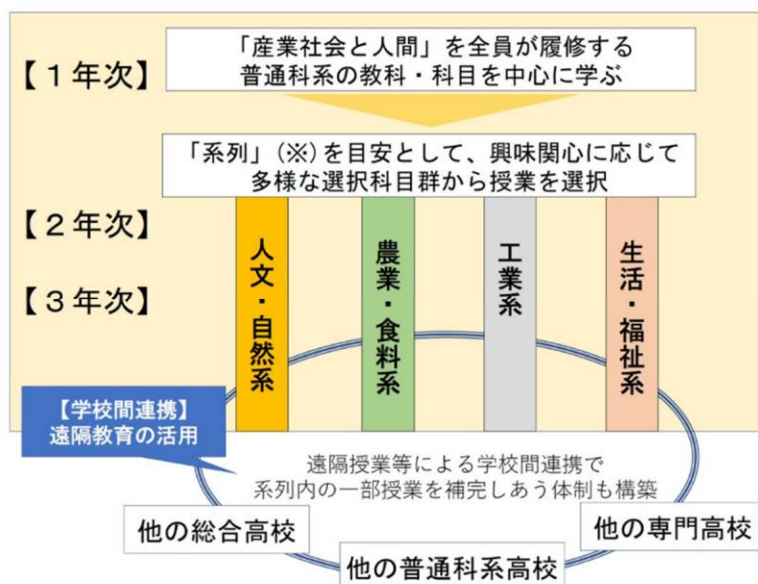 【１年次】
「産業社会と人間」を全員が履修する
普通科系の教科・科目を中心に学ぶ
「系列」(※)を目安として、興味関心に応じて
多様な選択科目群から授業を選択
【２年次】
【３年次】
人文・自然系
農業・食料系
工業系
生活・福祉系
【学校間連携】
遠隔教育の活用
遠隔授業等による学校間連携で
系列内の一部授業を補完しあう体制も構築
他の総合高校
他の普通科系高校
他の専門高校